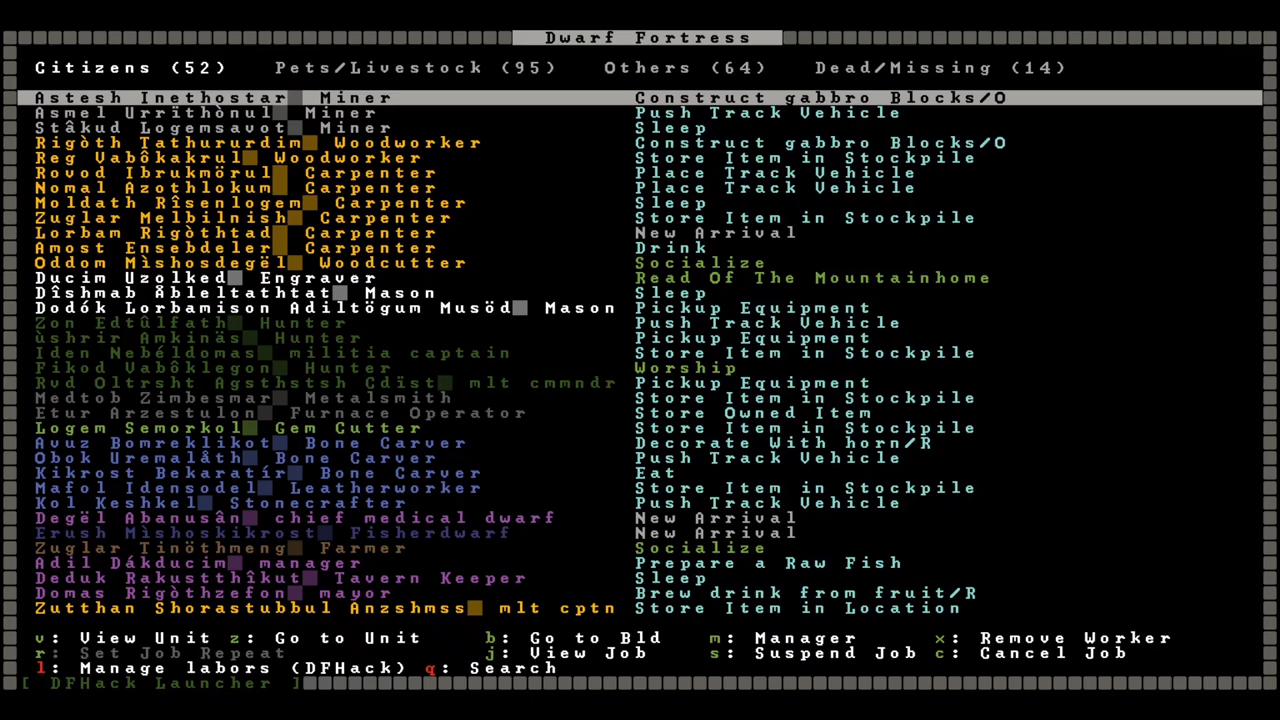 Dwarf Fortress
Citizens (52) Pets/Livestock (95) Others (64) Dead/Missing (14)
Astesh Inethostar Miner Construct gabbro Blocks/O
Asmel Urrïthònul Miner Push Track Vehicle
Stâkud Logemsavot Miner Sleep
Rigòth Tathururdim Woodworker Construct gabbro Blocks/O
Reg Vabôkakrul Woodworker Store Item in Stockpile
Rovod Ibrukmörul Carpenter Place Track Vehicle
Nomal Azothlokum Carpenter Place Track Vehicle
Moldath Rîsenlogem Carpenter Sleep
Zuglar Melbilnish Carpenter Store Item in Stockpile
Lorbam Rigòthtad Carpenter New Arrival
Amost Ensebdeler Carpenter Drink
Oddom Mìshosdegël Woodcutter Socialize
Ducim Uzolked Engraver Read Of The Mountainhome
Dîshmab Åbleltathtat Mason Sleep
Dodók Lorbamison Adiltögum Musöd Mason Pickup Equipment
Zon Edtûlfath Hunter Push Track Vehicle
ùshrir Amkinäs Hunter Pickup Equipment
Iden Nebéldomas militia captain Store Item in Stockpile
Fikod Vabôklegon Hunter Worship
Rvd Oltrsht Agsthstsh Cdïst mlt cmmndr Pickup Equipment
Medtob Zimbesmar Metalsmith Store Item in Stockpile
Etur Arzestulon Furnace Operator Store Owned Item
Logem Semorkol Gem Cutter Store Item in Stockpile
Avuz Bomreklikot Bone Carver Decorate With horn/R
Obok Uremalåth Bone Carver Push Track Vehicle
Kikrost Bekaratír Bone Carver Eat
Mafol Idensodel Leatherworker Store Item in Stockpile
Kol Keshkel Stonecrafter Push Track Vehicle
Degël Abanusân chief medical dwarf New Arrival
Erush Mìshoskikrost Fisherdwarf New Arrival
Zuglar Tinöthmeng Farmer Socialize
Adil Dákducim manager Prepare a Raw Fish
Deduk Rakustthîkut Tavern Keeper Sleep
Domas Rigòthzefon mayor Brew drink from fruit/R
Zutthan Shorastubbul Anzshmss mlt cptn Store Item in Location
v: View Unit z: Go to Unit b: Go to Bld m: Manager x: Remove Worker
r: Set Job Repeat j: View Job s: Suspend Job c: Cancel Job
l: Manage labors (DFHack) q: Search
[ DFHack Launcher ]